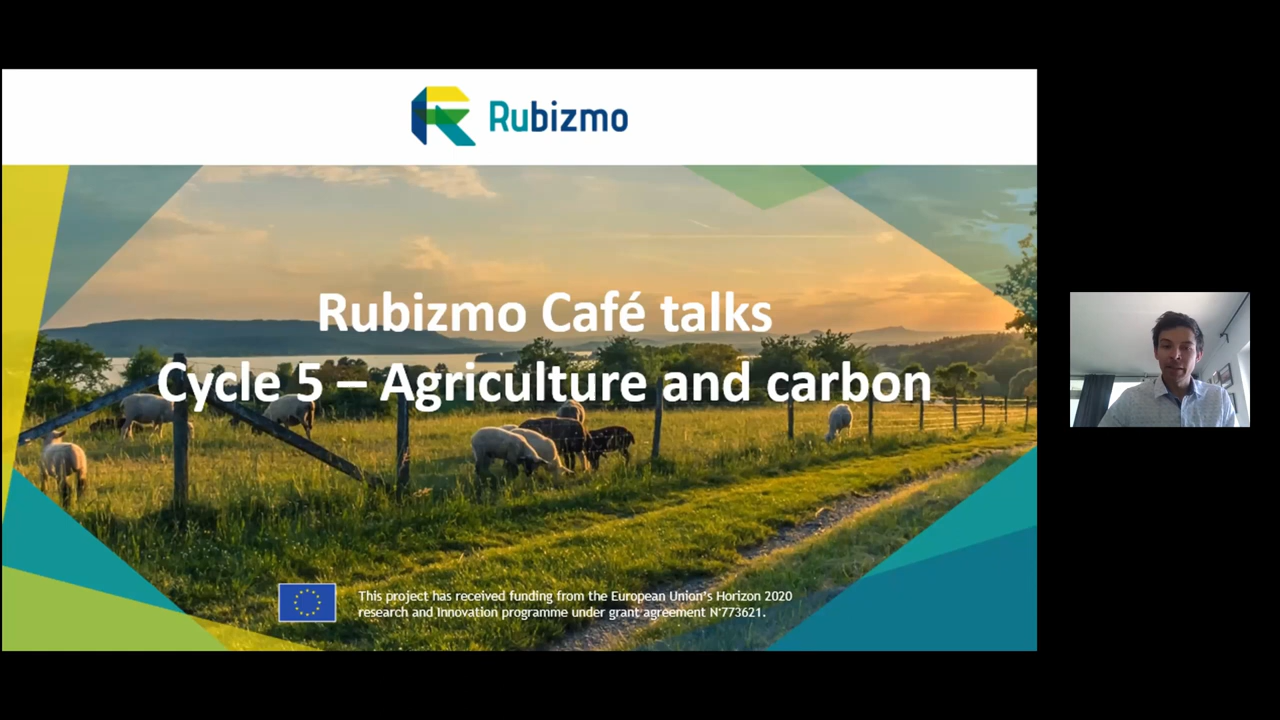 Rubizmo
Rubizmo Café talks
Cycle 5 – Agriculture and carbon
This project has received funding from the European Union's Horizon 2020
research and Innovation programme under grant agreement N°773621.